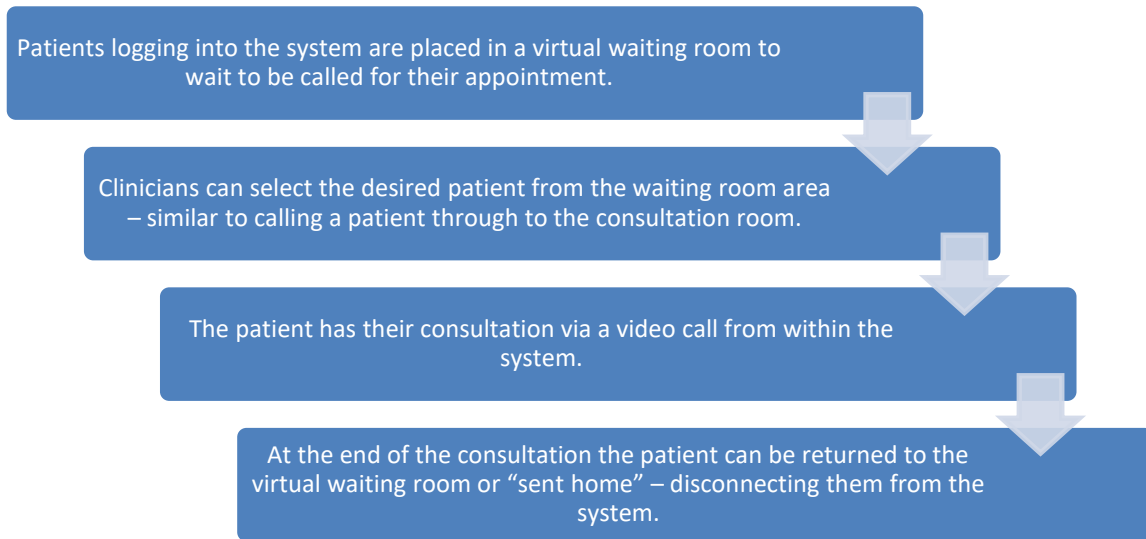 Patients logging into the system are placed in a virtual waiting room to
wait to be called for their appointment.
Clinicians can select the desired patient from the waiting room area
– similar to calling a patient through to the consultation room.
The patient has their consultation via a video call from within the
system.
At the end of the consultation the patient can be returned to the
virtual waiting room or “sent home” – disconnecting them from the
system.